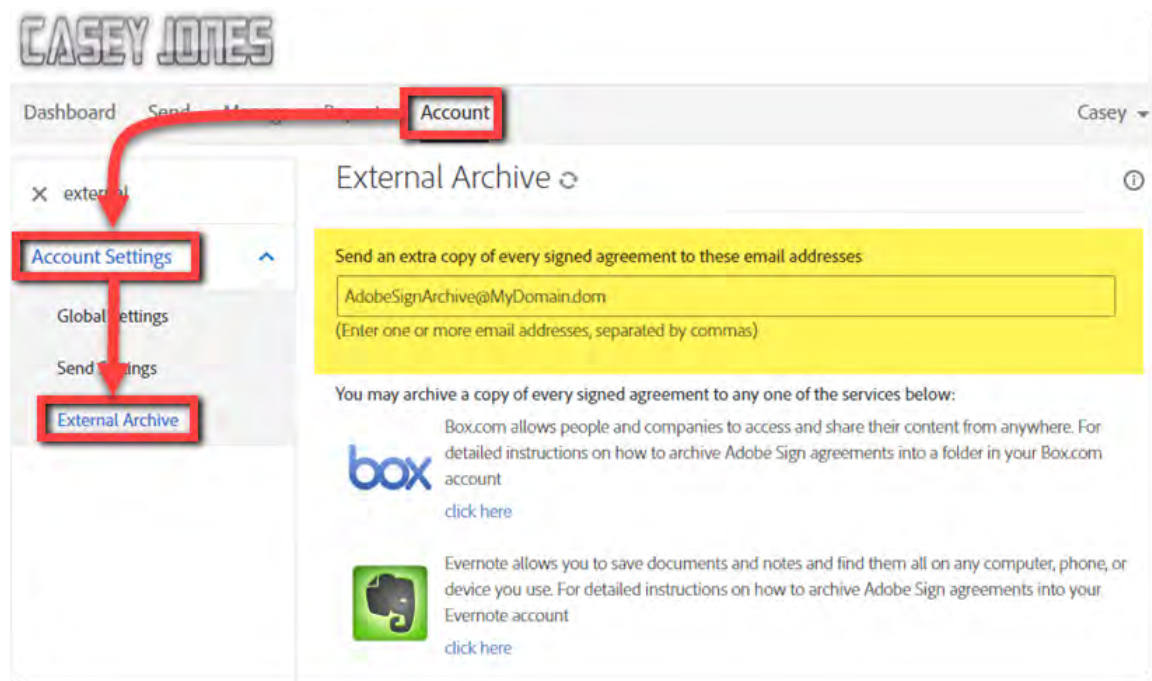 CASEY JONES
Dashboard Send Account Casey
external
External Archive
Account Settings
Global Settings
Send Settings
External Archive
Send an extra copy of every signed agreement to these email addresses
AdobeSignArchive@MyDomain.dom
(Enter one or more email addresses, separated by commas)
You may archive a copy of every signed agreement to any one of the services below:
box
Box.com allows people and companies to access and share their content from anywhere. For
detailed instructions on how to archive Adobe Sign agreements into a folder in your Box.com
account
click here
Evernote allows you to save documents and notes and find them all on any computer, phone, or
device you use. For detailed instructions on how to archive Adobe Sign agreements into your
Evernote account
click here